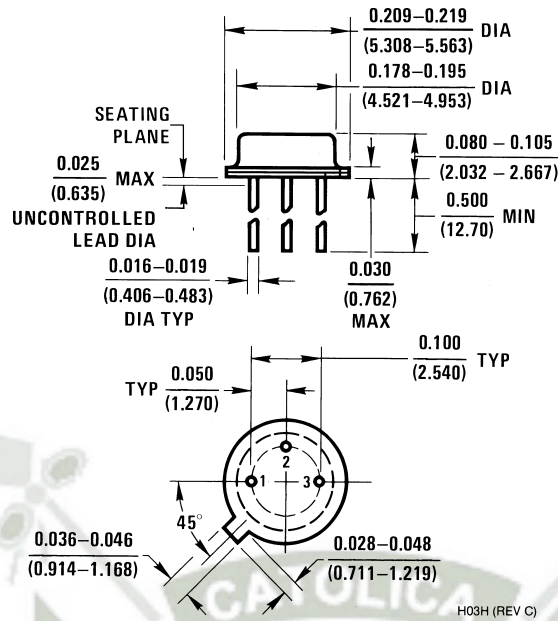 0.209–0.219 DIA
(5.308–5.563)
0.178–0.195 DIA
(4.521–4.953)
SEATING
PLANE
0.080 – 0.105
(2.032 – 2.667)
0.025 MAX
(0.635)
0.500 MIN
(12.70)
UNCONTROLLED
LEAD DIA
0.016–0.019
(0.406–0.483)
DIA TYP
0.030
(0.762)
MAX
0.100 TYP
(2.540)
TYP 0.050
(1.270)
2
1
3
45°
0.036–0.046
(0.914–1.168)
0.028–0.048
(0.711–1.219)
CATOLICA
H03H (REV C)